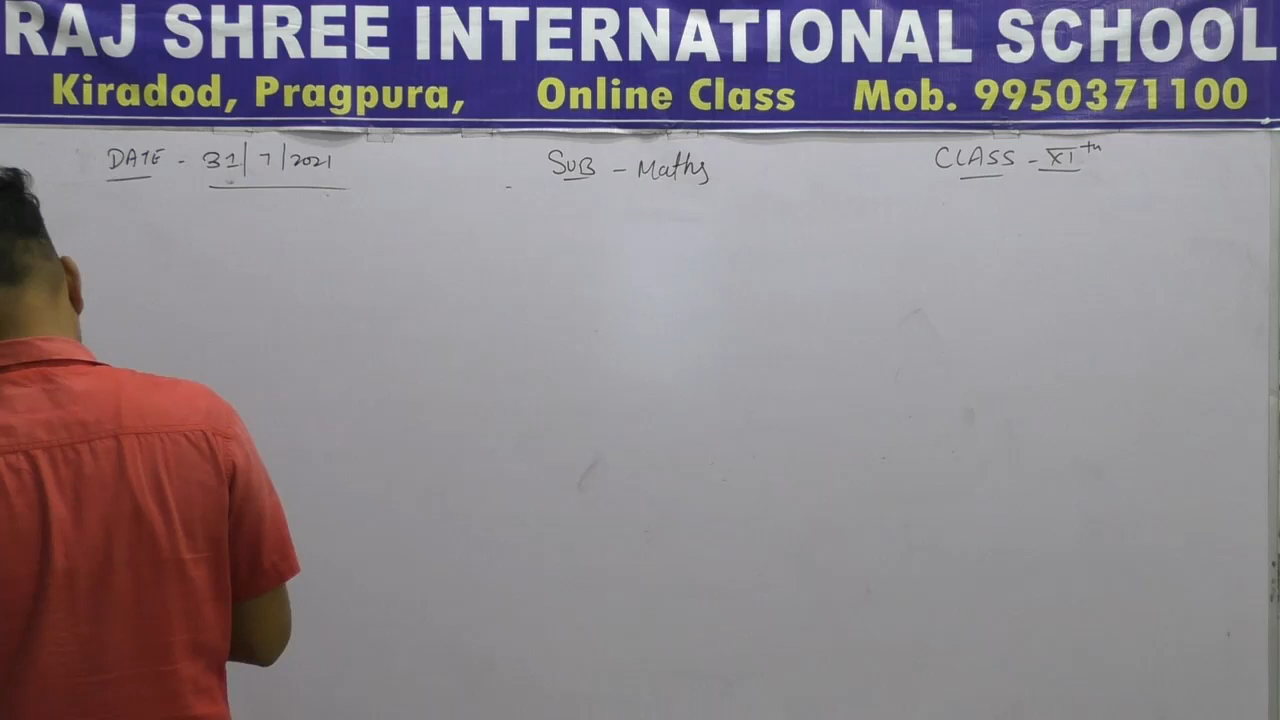 RAJ SHREE INTERNATIONAL SCHOOL
Kiradod, Pragpura, Online Class Mob. 9950371100
DATE - 31/7/2021 SUB - Maths CLASS - XIth